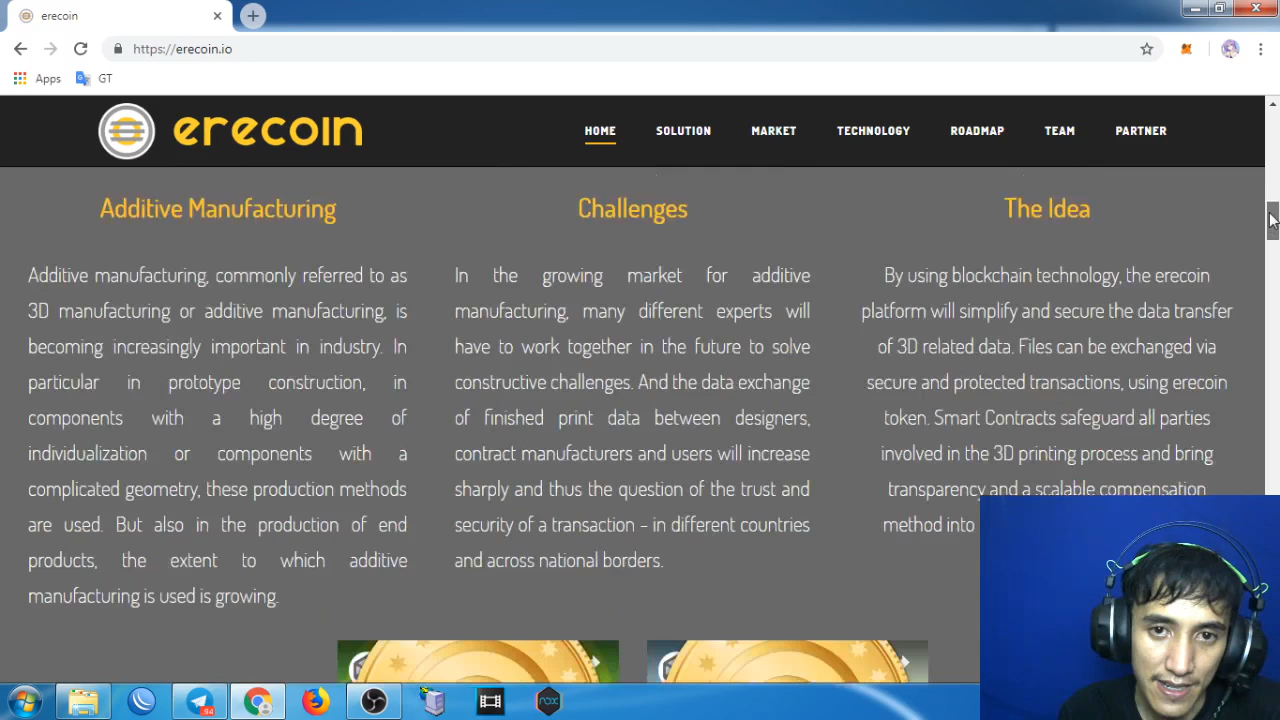 erecoin
https://erecoin.io
Apps GT
erecoin
HOME SOLUTION MARKET TECHNOLOGY ROADMAP TEAM PARTNER
Additive Manufacturing
Additive manufacturing, commonly referred to as
3D manufacturing or additive manufacturing, is
becoming increasingly important in industry. In
particular in prototype construction, in
components with a high degree of
individualization or components with a
complicated geometry, these production methods
are used. But also in the production of end
products, the extent to which additive
manufacturing is used is growing.
Challenges
In the growing market for additive
manufacturing, many different experts will
have to work together in the future to solve
constructive challenges. And the data exchange
of finished print data between designers,
contract manufacturers and users will increase
sharply and thus the question of the trust and
security of a transaction - in different countries
and across national borders.
The Idea
By using blockchain technology, the erecoin
platform will simplify and secure the data transfer
of 3D related data. Files can be exchanged via
secure and protected transactions, using erecoin
token. Smart Contracts safeguard all parties
involved in the 3D printing process and bring
transparency and a scalable compensation
method into
94
nox